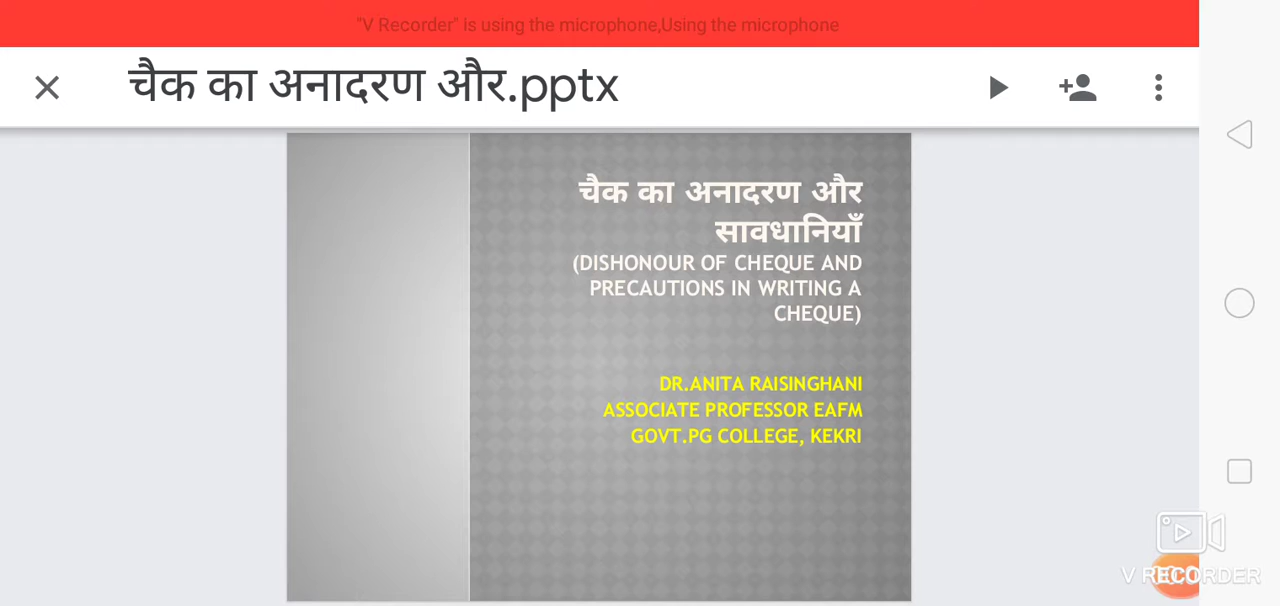 "V Recorder" is using the microphone,Using the microphone
चैक का अनादरण और.pptx
चैक का अनादरण और
सावधानियाँ
(DISHONOUR OF CHEQUE AND
PRECAUTIONS IN WRITING A
CHEQUE)
DR.ANITA RAISINGHANI
ASSOCIATE PROFESSOR EAFM
GOVT.PG COLLEGE, KEKRI
V RECORDER